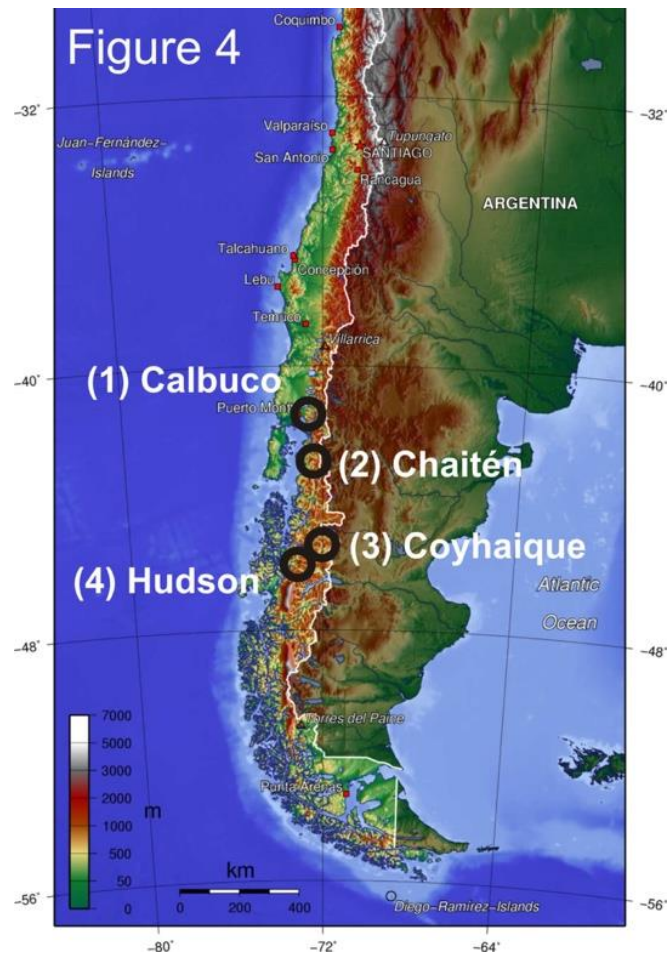 Figure 4
Coquimbo
-32°
-32°
Valparaíso
Tupungato
Juan-Fernández-
Islands
San Antonio
SANTIAGO
Rancagua
ARGENTINA
Talcahuano
Concepción
Lebu
Temuco
Villarrica
-40°
-40°
(1) Calbuco
Puerto Mont
(2) Chaitén
(3) Coyhaique
(4) Hudson
Atlantic
Ocean
-48°
-48°
7000
5000
3000
2000
1000
500
50
0
m
Torres del Paine
Punta Arenas
km
0
200
400
-56°
-56°
Diego-Ramírez-Islands
-80°
-72°
-64°